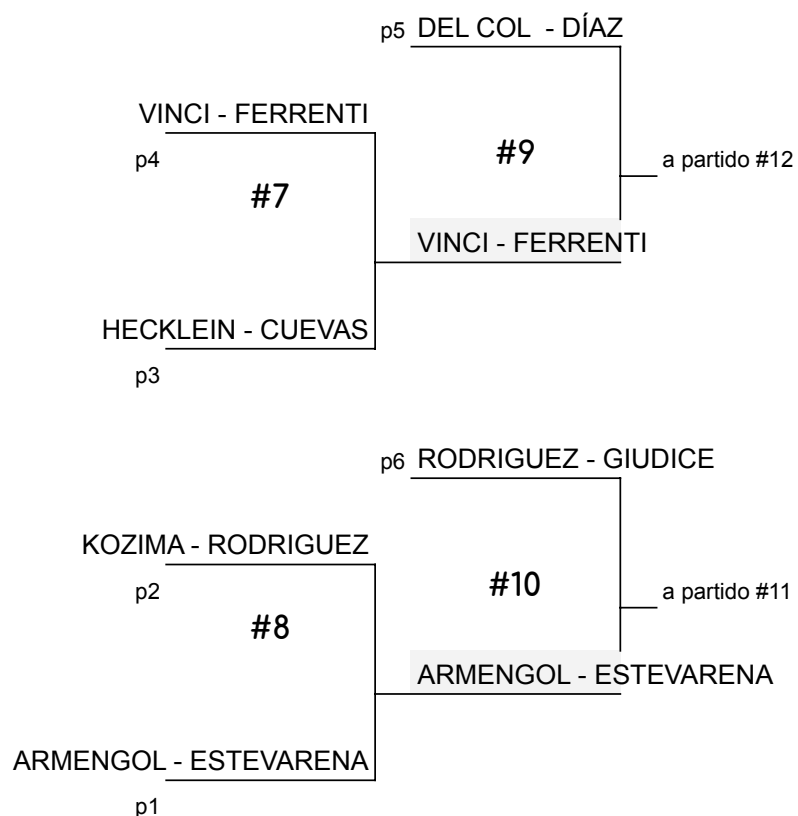 p5 DEL COL - DÍAZ
VINCI - FERRENTI
p4
#9
a partido #12
#7
VINCI - FERRENTI
HECKLEIN - CUEVAS
p3
p6 RODRIGUEZ - GIUDICE
KOZIMA - RODRIGUEZ
p2
#10
a partido #11
#8
ARMENGOL - ESTEVARENA
ARMENGOL - ESTEVARENA
p1